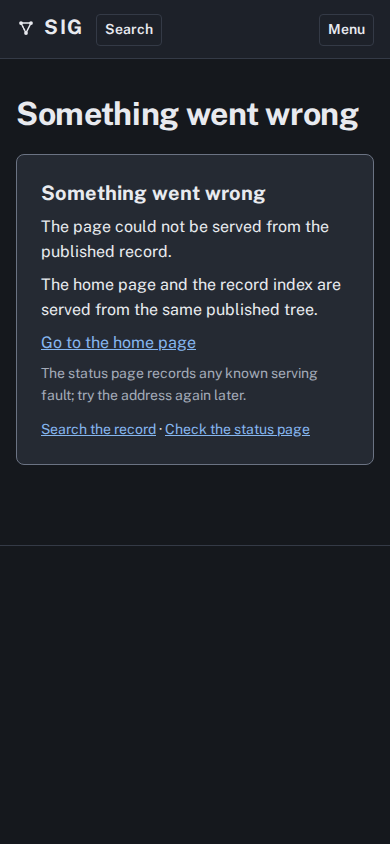 SIG
Search
Menu
Something went wrong
Something went wrong
The page could not be served from the
published record.
The home page and the record index are
served from the same published tree.
Go to the home page
The status page records any known serving
fault; try the address again later.
Search the record · Check the status page